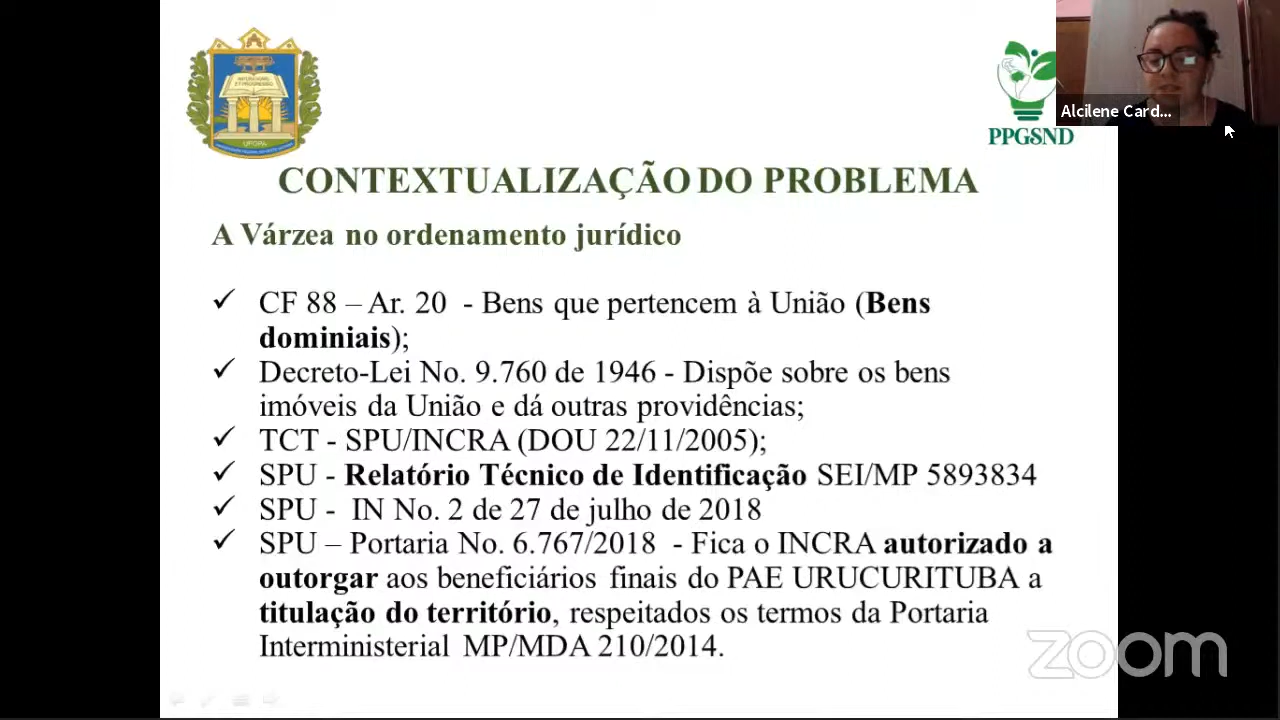 Alcilene Card...
UFOPA
PPGSND
CONTEXTUALIZAÇÃO DO PROBLEMA
A Várzea no ordenamento jurídico
✓ CF 88 – Ar. 20 - Bens que pertencem à União (Bens
dominiais);
✓ Decreto-Lei No. 9.760 de 1946 - Dispõe sobre os bens
imóveis da União e dá outras providências;
✓ TCT - SPU/INCRA (DOU 22/11/2005);
✓ SPU - Relatório Técnico de Identificação SEI/MP 5893834
✓ SPU - IN No. 2 de 27 de julho de 2018
✓ SPU – Portaria No. 6.767/2018 - Fica o INCRA autorizado a
outorgar aos beneficiários finais do PAE URUCURITUBA a
titulação do território, respeitados os termos da Portaria
Interministerial MP/MDA 210/2014.
zoom